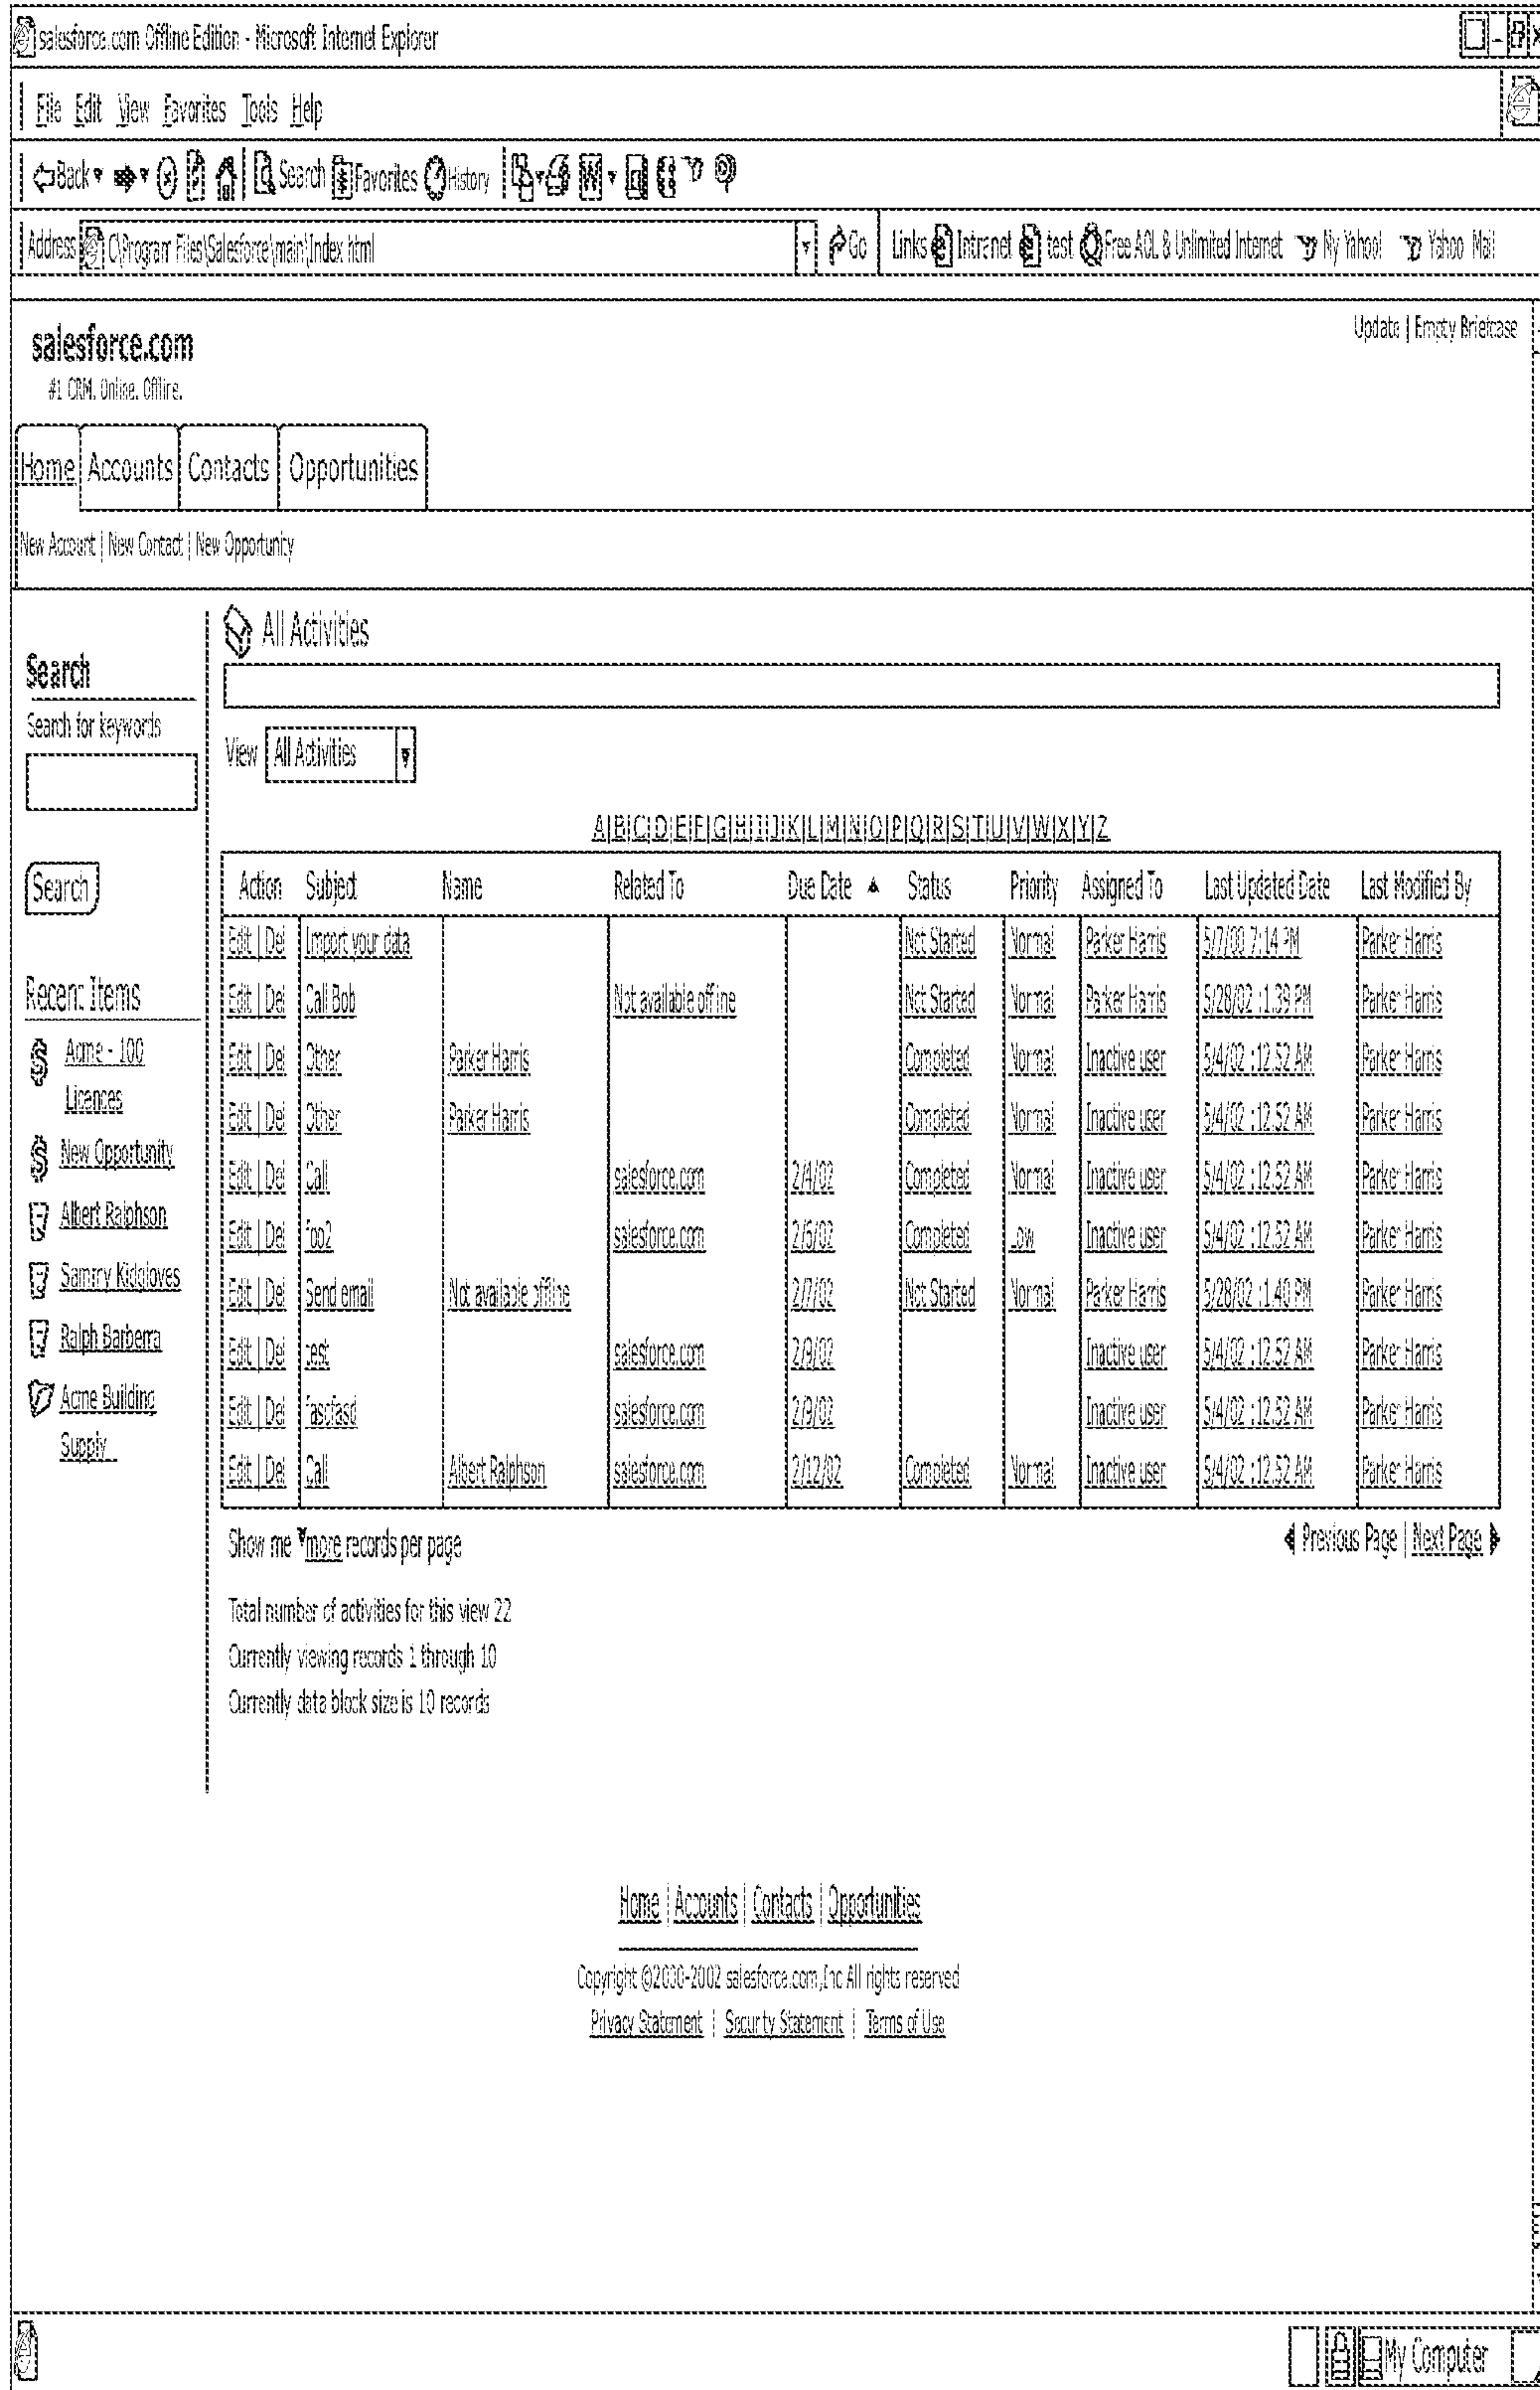 salesforce.com Offline Edition - Microsoft Internet Explorer
File Edit View Favorites Tools Help
Back Search Favorites History
Address C:\Program Files\Salesforce\main\Index html Go Links Intranet test Free AOL & Unlimited Internet My Yahoo! Yahoo Mail
salesforce.com Update | Empty Briefcase
#1 CRM. Online. Offline.
Home Accounts Contacts Opportunities
New Account | New Contact | New Opportunity
All Activities
Search
Search for keywords
View All Activities
A|B|C|D|E|F|G|H|I|J|K|L|M|N|O|P|Q|R|S|T|U|V|W|X|Y|Z
Search
Action Subject Name Related To Due Date ▲ Status Priority Assigned To Last Updated Date Last Modified By
Edit | Del Import your data Not Started Normal Parker Harris 7:14 PM Parker Harris
Edit | Del Call Bob Not available offline Not Started Normal Parker Harris 5/28/02 :1.39 PM Parker Harris
Edit | Del Other Parker Harris Completed Normal Inactive user 5/4/02 :12.52 AM Parker Harris
Edit | Del Other Parker Harris Completed Normal Inactive user 5/4/02 :12.52 AM Parker Harris
Edit | Del Call salesforce.com 2/4/02 Completed Normal Inactive user 5/4/02 :12.52 AM Parker Harris
Edit | Del foo2 salesforce.com Completed Low Inactive user 5/4/02 :12.52 AM Parker Harris
Edit | Del Send email Not available offline 2/7/02 Not Started Normal Parker Harris 5/28/02 :1.40 PM Parker Harris
Edit | Del test salesforce.com 2/9/02 Inactive user 5/4/02 :12.52 AM Parker Harris
Edit | Del salesforce.com 2/9/02 Inactive user 5/4/02 :12.52 AM Parker Harris
Edit | Del Call Albert Ralphson salesforce.com 2/12/02 Completed Normal Inactive user 5/4/02 :12.52 AM Parker Harris
Recent Items
Acme - 100
Licences
New Opportunity
Albert Ralphson
Sammy Kidgloves
Ralph Barberra
Acme Building
Supply
Show me more records per page Previous Page | Next Page
Total number of activities for this view 22
Currently viewing records 1 through 10
Currently data block size is 10 records
Home | Accounts | Contacts | Opportunities
Copyright ©2000-2002 salesforce.com,Inc All rights reserved
Privacy Statement | Security Statement | Terms of Use
My Computer